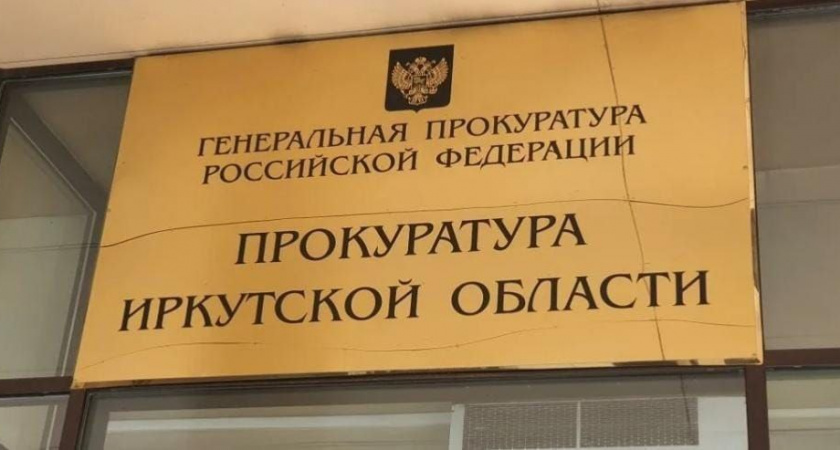 ГЕНЕРАЛЬНАЯ ПРОКУРАТУРА
РОССИЙСКОЙ ФЕДЕРАЦИИ
ПРОКУРАТУРА
ИРКУТСКОЙ ОБЛАСТИ